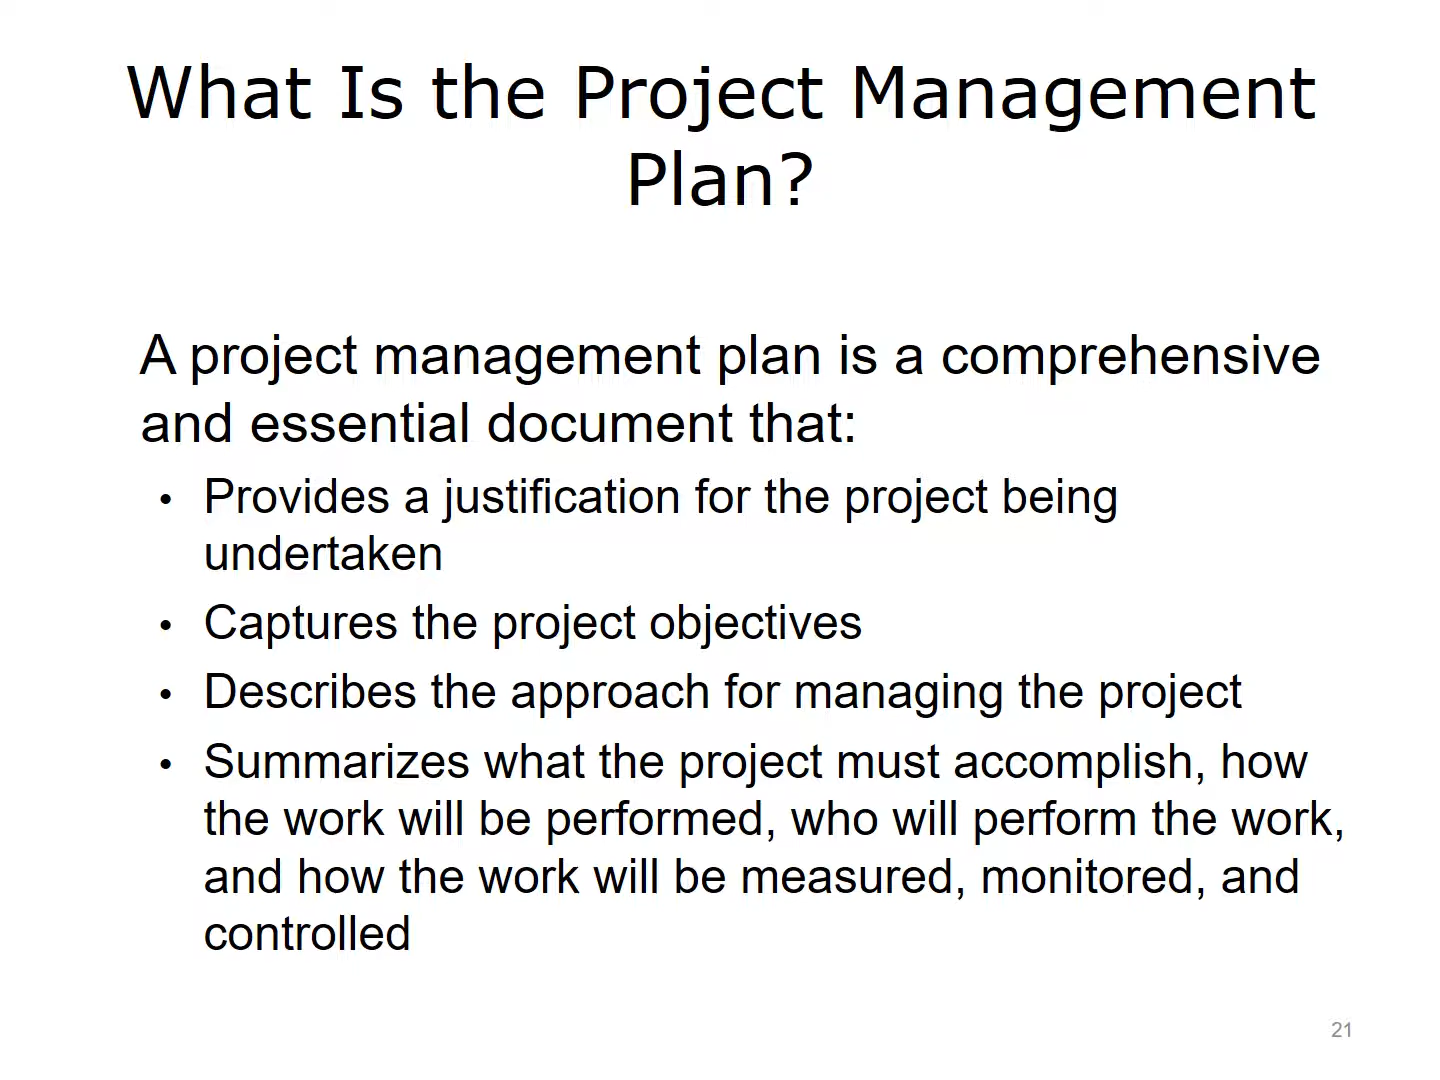 What Is the Project Management
Plan?
A project management plan is a comprehensive
and essential document that:
• Provides a justification for the project being
undertaken
• Captures the project objectives
• Describes the approach for managing the project
• Summarizes what the project must accomplish, how
the work will be performed, who will perform the work,
and how the work will be measured, monitored, and
controlled
21